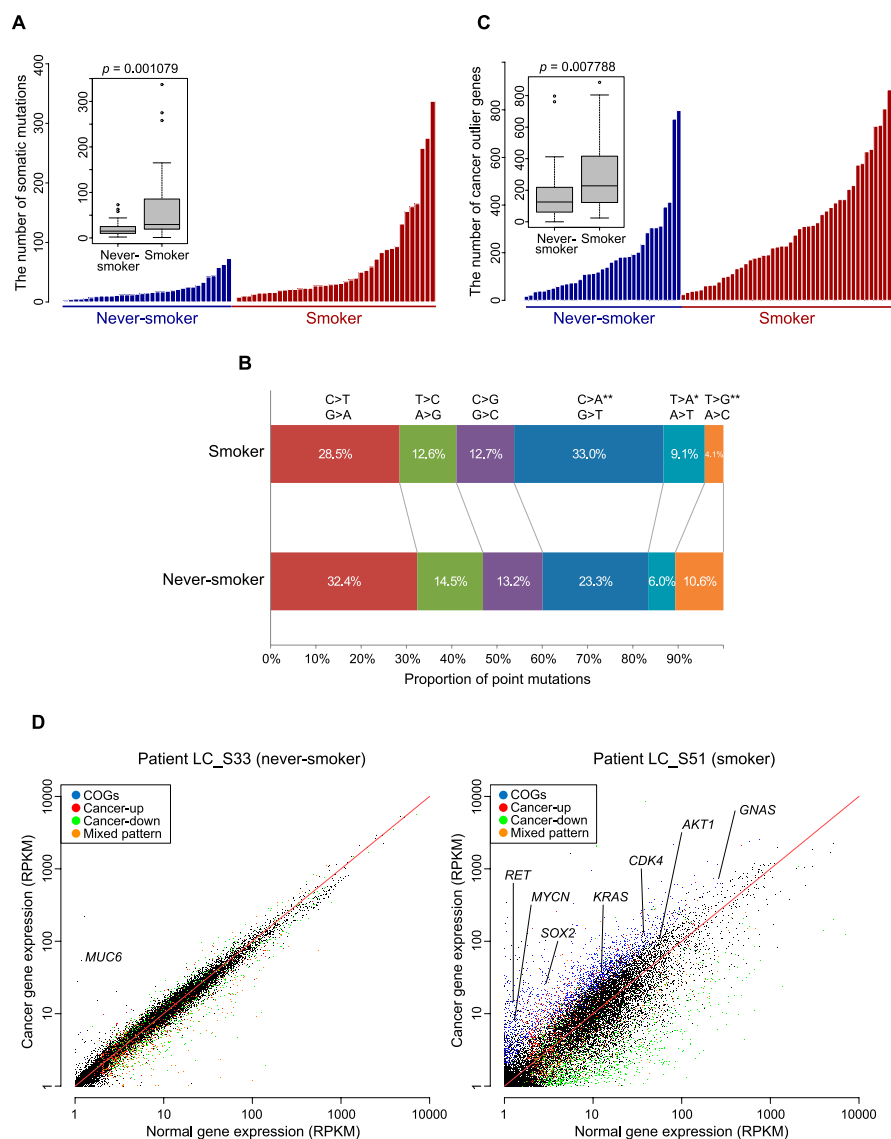 A
The number of somatic mutations
400
300
200
100
0
p = 0.001079
300
200
100
50
0
Never-
smoker
Smoker
Never-smoker
Smoker
C
The number of cancer outlier genes
800
600
400
200
0
p = 0.007788
800
600
400
200
0
Never-
smoker
Smoker
Never-smoker
Smoker
B
C>T T>C C>G C>A** T>A* T>G**
G>A A>G G>C G>T A>T A>C
Smoker 28.5% 12.6% 12.7% 33.0% 9.1% 4.1%
Never-smoker 32.4% 14.5% 13.2% 23.3% 6.0% 10.6%
0% 10% 20% 30% 40% 50% 60% 70% 80% 90%
Proportion of point mutations
D
Patient LC_S33 (never-smoker)
COGs
Cancer-up
Cancer-down
Mixed pattern
MUC6
Cancer gene expression (RPKM)
10000
1000
100
10
1
1 10 100 1000 10000
Normal gene expression (RPKM)
Patient LC_S51 (smoker)
COGs
Cancer-up
Cancer-down
Mixed pattern
GNAS
AKT1
CDK4
RET
MYCN
KRAS
SOX2
Cancer gene expression (RPKM)
10000
1000
100
10
1
1 10 100 1000 10000
Normal gene expression (RPKM)